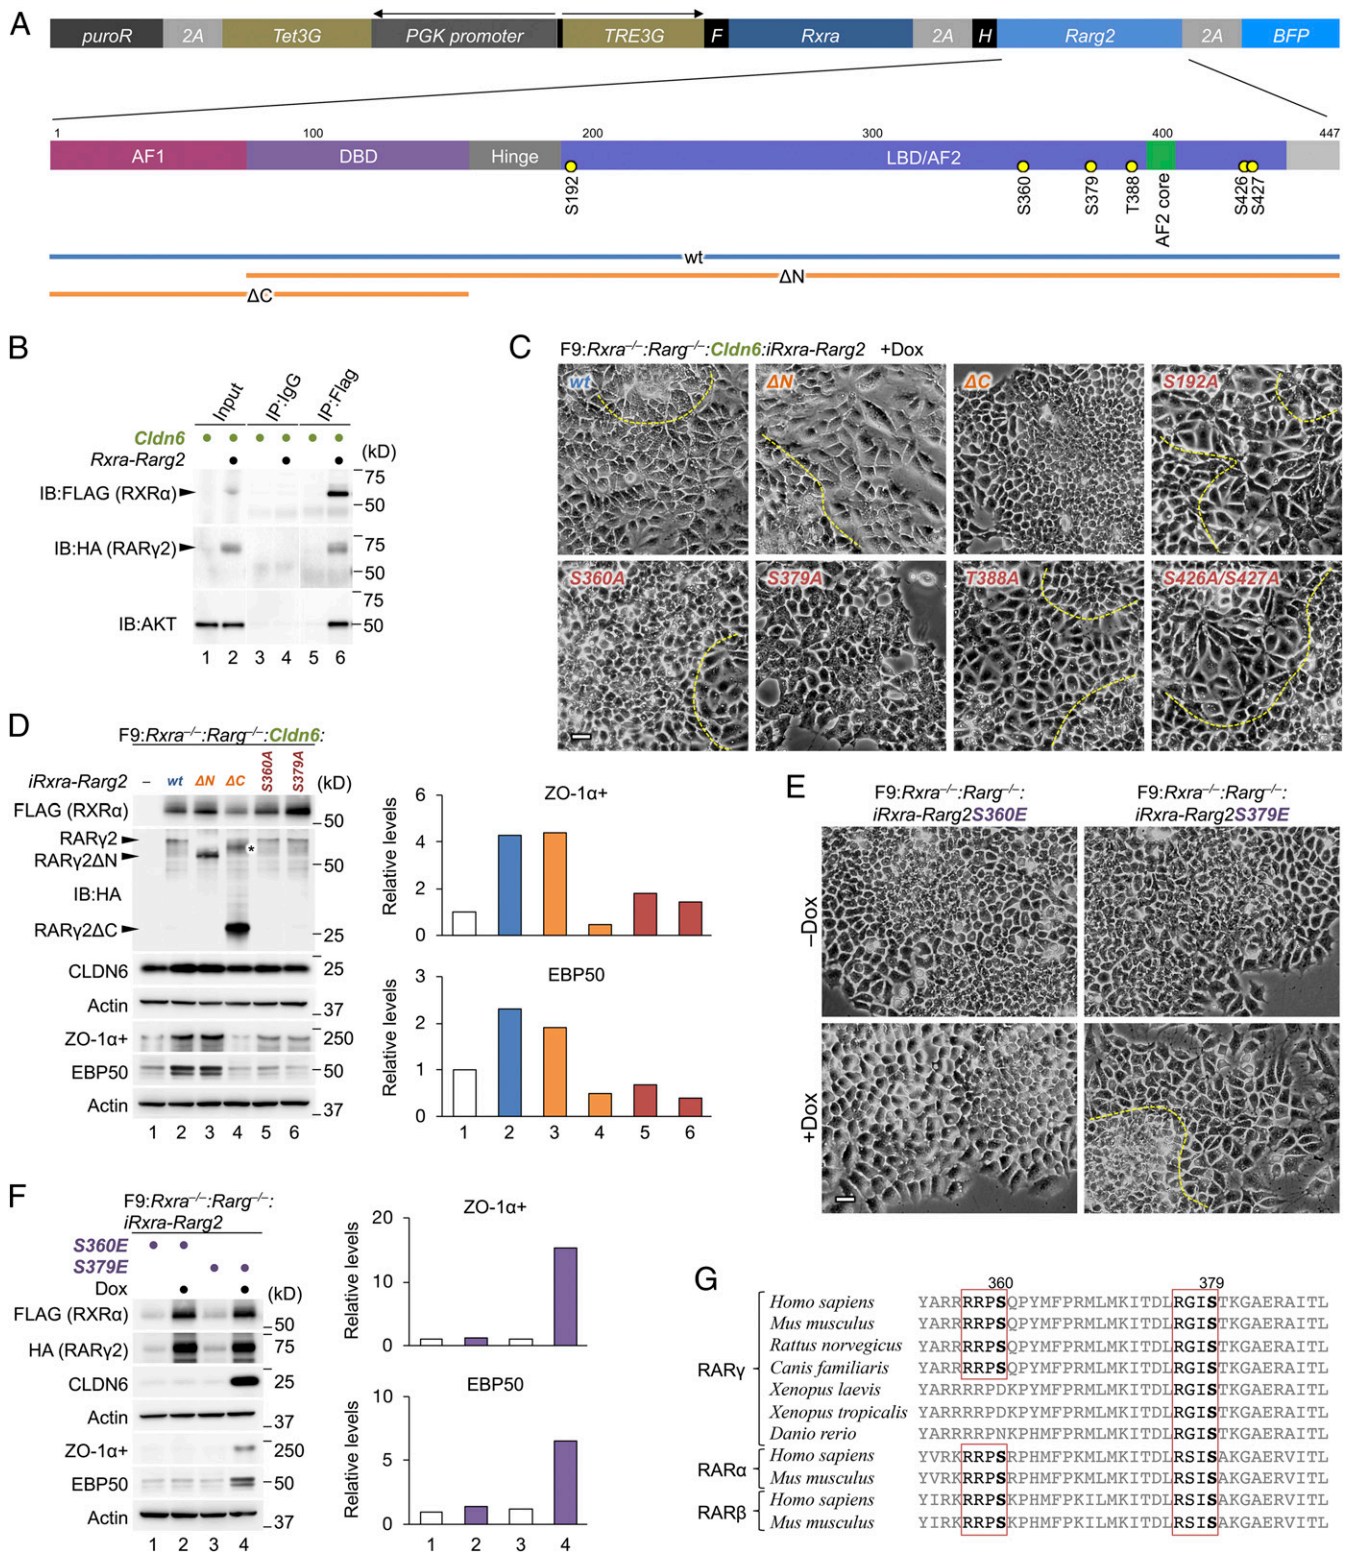 A
puroR 2A Tet3G PGK promoter TRE3G F Rxra 2A H Rarg2 2A BFP
1 100 200 300 400 447
AF1 DBD Hinge LBD/AF2
S192 S360 S379 T388 AF2 core S426 S427
wt
ΔN
ΔC
B
Input IP:IgG IP:Flag
Cldn6 (kD)
Rxra-Rarg2
IB:FLAG (RXRα) 75 50
IB:HA (RARγ2) 75 50
IB:AKT 75 50
1 2 3 4 5 6
C
F9:Rxra–/–:Rarg–/–:Cldn6:iRxra-Rarg2 +Dox
wt ΔN ΔC S192A
S360A S379A T388A S426A/S427A
D
F9:Rxra–/–:Rarg–/–:Cldn6:
iRxra-Rarg2 – wt ΔN ΔC S360A S379A (kD)
FLAG (RXRα) 50
RARγ2
RARγ2ΔN * 50
IB:HA
RARγ2ΔC 25
CLDN6 25
Actin 37
ZO-1α+ 250
EBP50 50
Actin 37
1 2 3 4 5 6
ZO-1α+
Relative levels
6
4
2
0
EBP50
Relative levels
3
2
1
0
1 2 3 4 5 6
E
F9:Rxra–/–:Rarg–/–: F9:Rxra–/–:Rarg–/–:
iRxra-Rarg2S360E iRxra-Rarg2S379E
–Dox
+Dox
F
F9:Rxra–/–:Rarg–/–:
iRxra-Rarg2
S360E
S379E
Dox (kD)
FLAG (RXRα) 50
HA (RARγ2) 75
CLDN6 25
Actin 37
ZO-1α+ 250
EBP50 50
Actin 37
1 2 3 4
ZO-1α+
Relative levels
20
10
0
EBP50
Relative levels
10
5
0
1 2 3 4
G
360 379
RARγ
Homo sapiens YARRRRPSQPYMFPRMLMKITDLRGISTKGAERAITL
Mus musculus YARRRRPSQPYMFPRMLMKITDLRGISTKGAERAITL
Rattus norvegicus YARRRRPSQPYMFPRMLMKITDLRGISTKGAERAITL
Canis familiaris YARRRRPSQPYMFPRMLMKITDLRGISTKGAERAITL
Xenopus laevis YARRRRPDKPYMFPRMLMKITDLRGISTKGAERAITL
Xenopus tropicalis YARRRRPDKPYMFPRMLMKITDLRGISTKGAERAITL
Danio rerio YARRRRPNKPYMFPRMLMKITDLRGISTKGAERAITL
RARα
Homo sapiens YVRKRRPSRPHMFPKMLMKITDLRSISAKGAERVITL
Mus musculus YVRKRRPSRPHMFPKMLMKITDLRSISAKGAERVITL
RARβ
Homo sapiens YIRKRRPSKPHMFPKILMKITDLRSISAKGAERVITL
Mus musculus YIRKRRPSKPHMFPKILMKITDLRSISAKGAERVITL